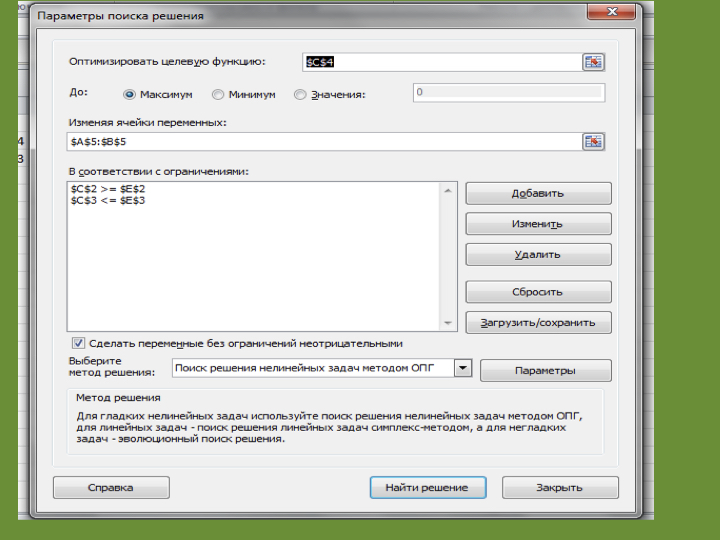 Параметры поиска решения
Оптимизировать целевую функцию:
$C$4
До:
Максимум
Минимум
Значения:
0
Изменяя ячейки переменных:
$A$5:$B$5
В соответствии с ограничениями:
$C$2 >= $E$2
$C$3 <= $E$3
Добавить
Изменить
Удалить
Сбросить
Загрузить/сохранить
Сделать переменные без ограничений неотрицательными
Выберите
метод решения:
Поиск решения нелинейных задач методом ОПГ
Параметры
Метод решения
Для гладких нелинейных задач используйте поиск решения нелинейных задач методом ОПГ,
для линейных задач - поиск решения линейных задач симплекс-методом, а для негладких
задач - эволюционный поиск решения.
Справка
Найти решение
Закрыть
4
3